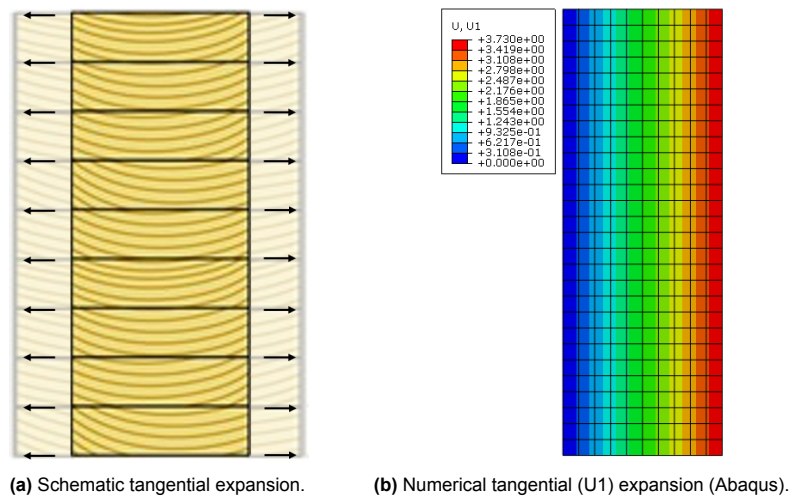 U, U1
+3.730e+00
+3.419e+00
+3.108e+00
+2.798e+00
+2.487e+00
+2.176e+00
+1.865e+00
+1.554e+00
+1.243e+00
+9.325e-01
+6.217e-01
+3.108e-01
+0.000e+00
(a) Schematic tangential expansion.
(b) Numerical tangential (U1) expansion (Abaqus).